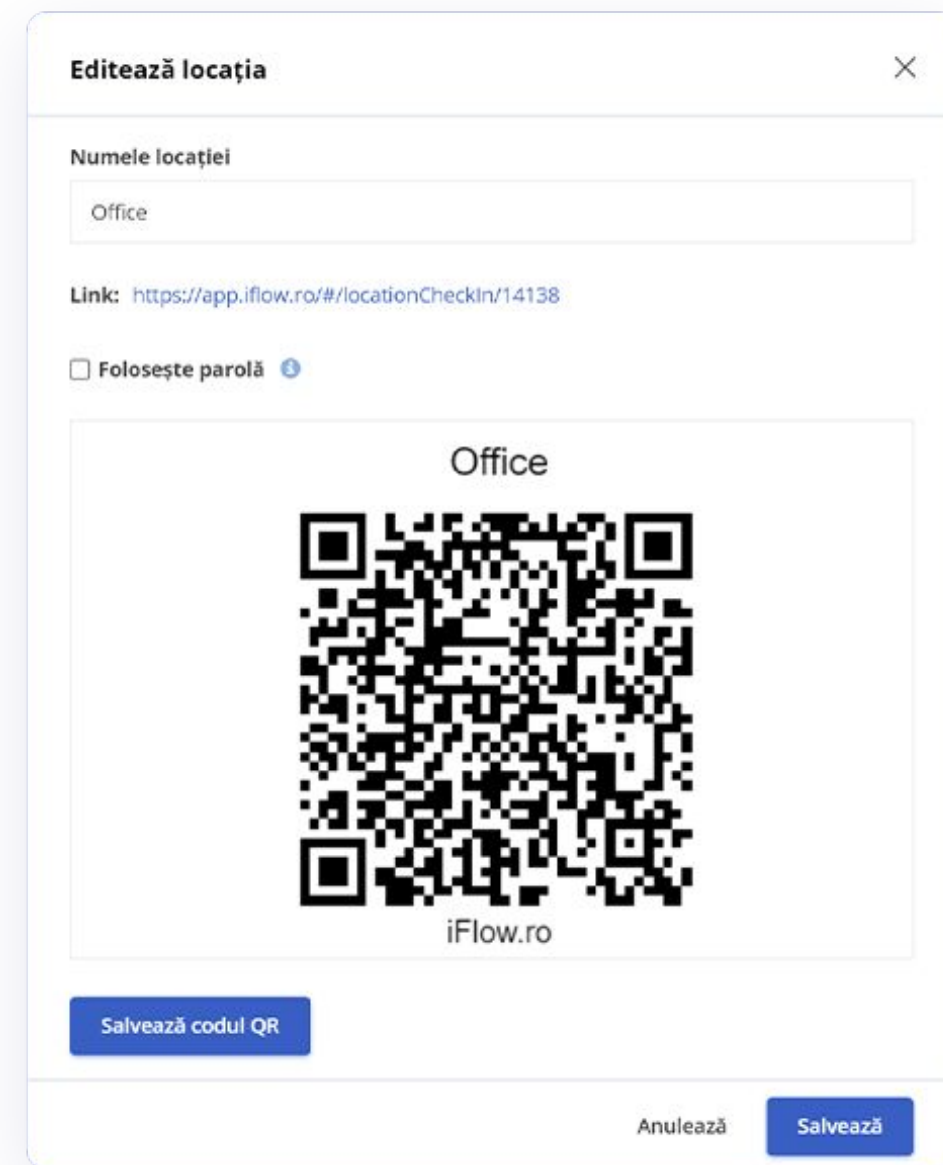 Editează locația
Numele locației
Office
Link: https://app.iflow.ro/#/locationCheckIn/14138
Folosește parolă
Office
iFlow.ro
Salvează codul QR
Anulează Salvează